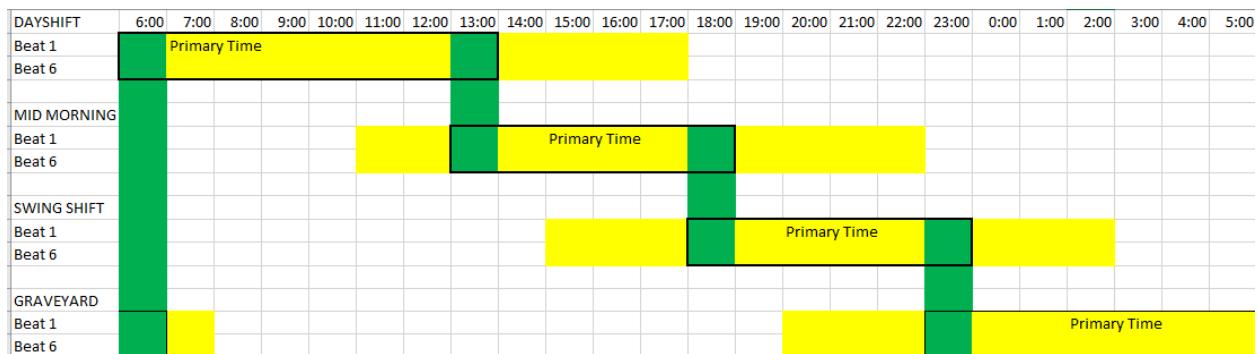 DAYSHIFT 6:00 7:00 8:00 9:00 10:00 11:00 12:00 13:00 14:00 15:00 16:00 17:00 18:00 19:00 20:00 21:00 22:00 23:00 0:00 1:00 2:00 3:00 4:00 5:00
Beat 1 Primary Time
Beat 6
MID MORNING
Beat 1 Primary Time
Beat 6
SWING SHIFT
Beat 1 Primary Time
Beat 6
GRAVEYARD
Beat 1 Primary Time
Beat 6